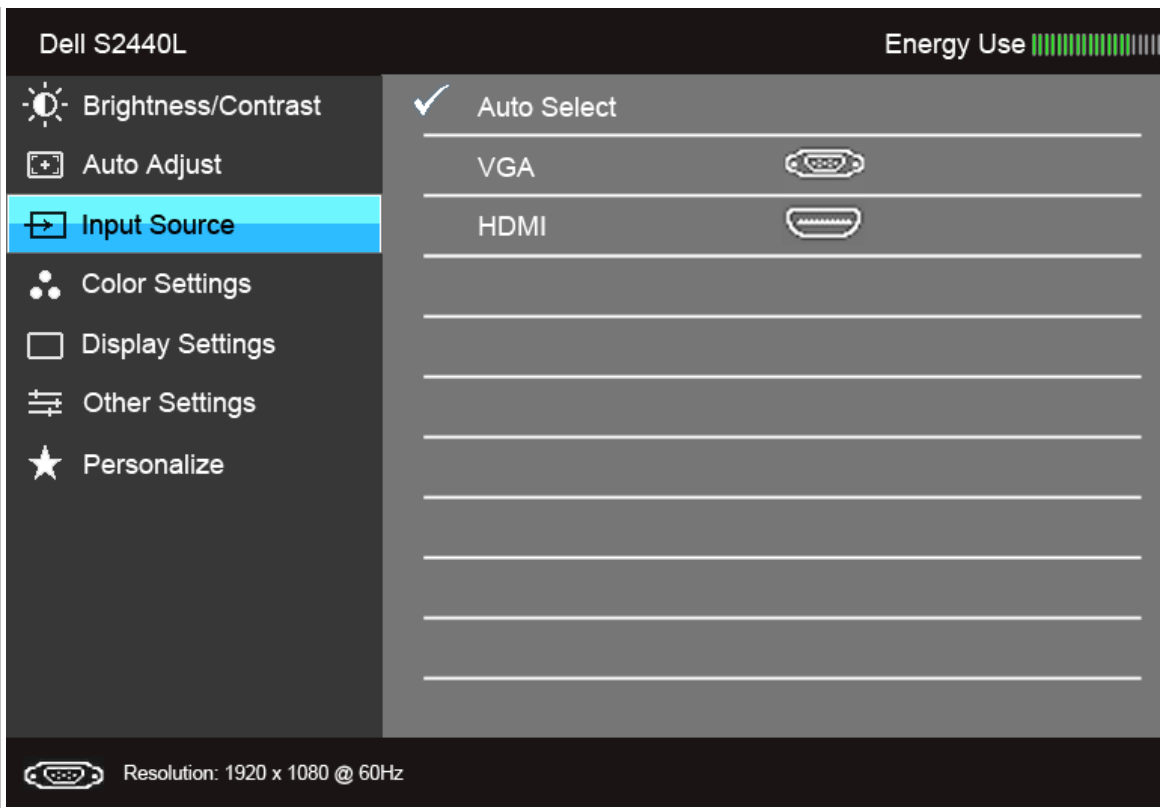 Dell S2440L
Energy Use
Brightness/Contrast
Auto Adjust
Input Source
Color Settings
Display Settings
Other Settings
Personalize
Auto Select
VGA
HDMI
Resolution: 1920 x 1080 @ 60Hz